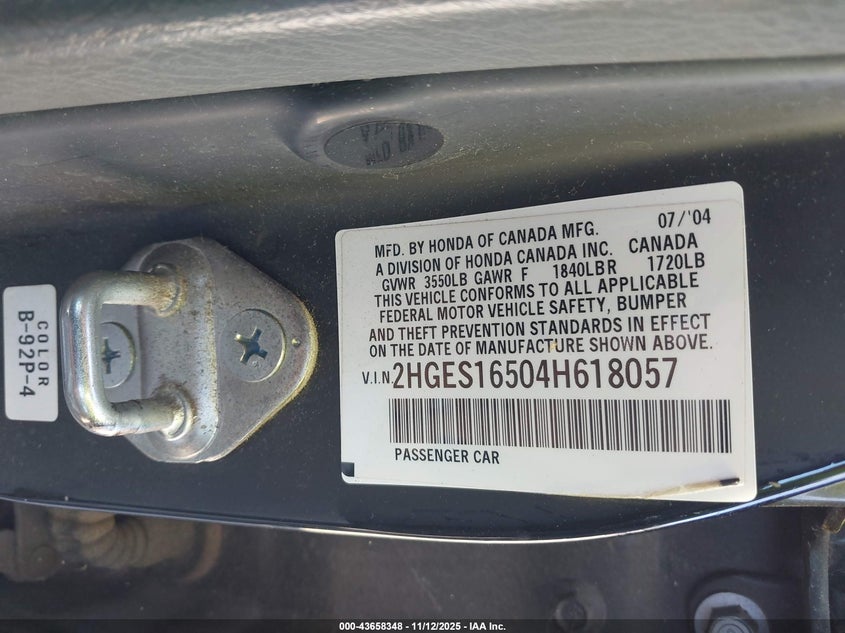 07/'04
MFD. BY HONDA OF CANADA MFG.
A DIVISION OF HONDA CANADA INC. CANADA
GVWR 3550LB GAWR F 1840LB R 1720LB
THIS VEHICLE CONFORMS TO ALL APPLICABLE
FEDERAL MOTOR VEHICLE SAFETY, BUMPER
AND THEFT PREVENTION STANDARDS IN EFFECT
ON THE DATE OF MANUFACTURE SHOWN ABOVE.
V.I.N. 2HGES16504H618057
PASSENGER CAR
COLOR
B-92P-4
000-43658348 - 11/12/2025 - IAA Inc.